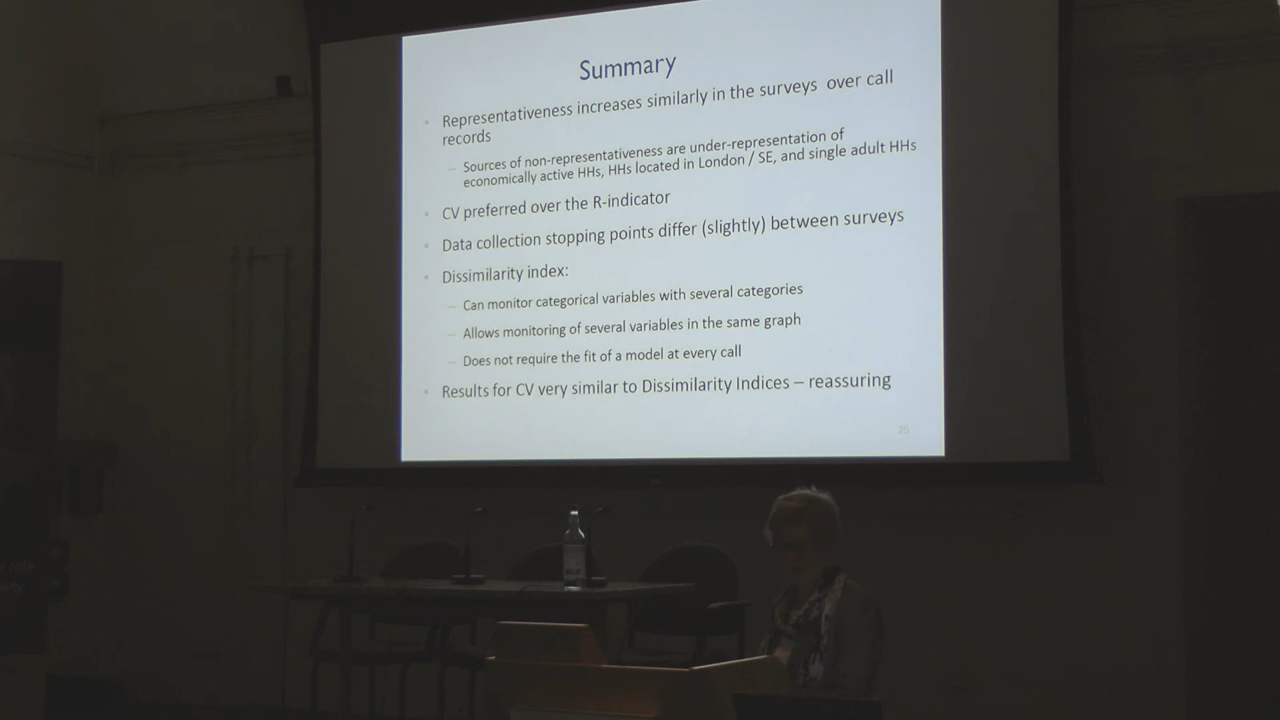 Summary
Representativeness increases similarly in the surveys over call
records
Sources of non-representativeness are under-representation of
economically active HHs, HHs located in London / SE, and single adult HHs
CV preferred over the R-indicator
Data collection stopping points differ (slightly) between surveys
Dissimilarity index:
Can monitor categorical variables with several categories
Allows monitoring of several variables in the same graph
Does not require the fit of a model at every call
Results for CV very similar to Dissimilarity Indices – reassuring
25